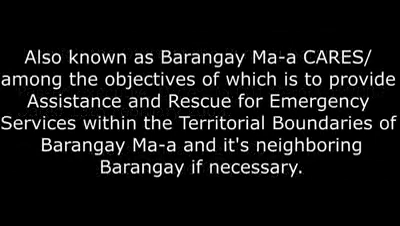 Also known as Barangay Ma-a CARES/
among the objectives of which is to provide
Assistance and Rescue for Emergency
Services within the Territorial Boundaries of
Barangay Ma-a and it's neighboring
Barangay if necessary.